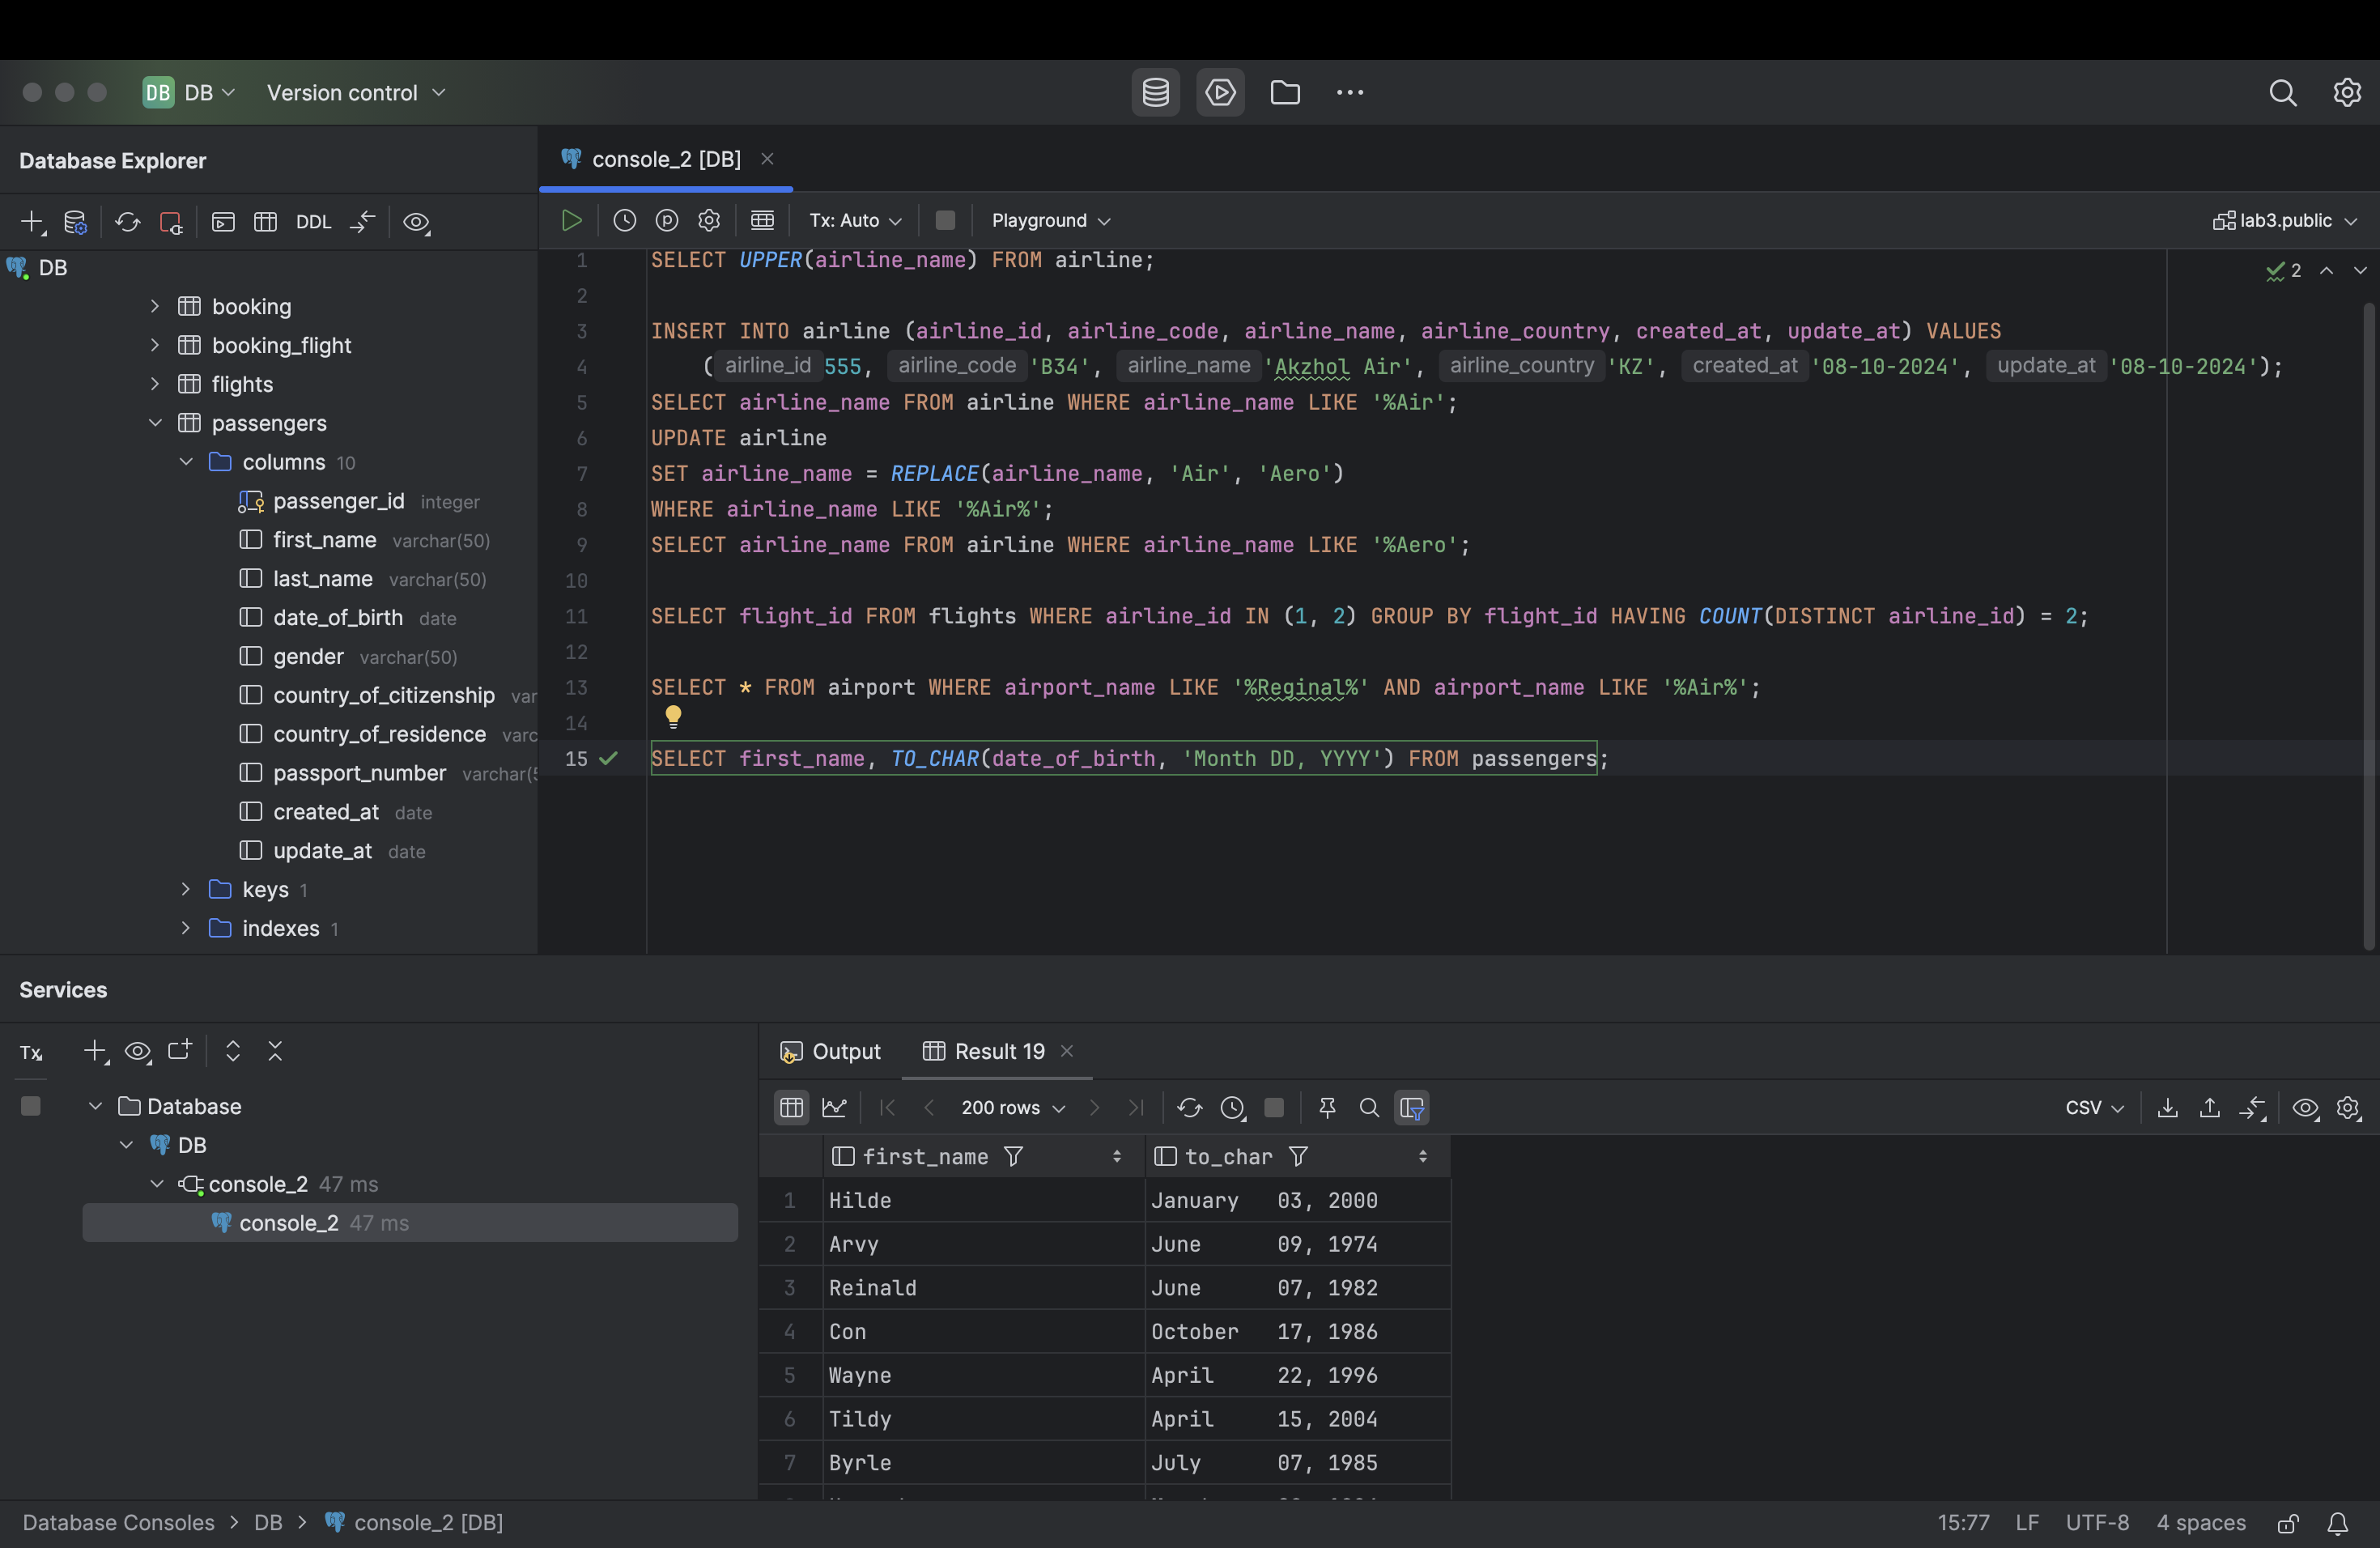 DB DB Version control
Database Explorer
console_2 [DB]
DDL
Tx: Auto Playground lab3.public
DB
booking
booking_flight
flights
passengers
columns 10
passenger_id integer
first_name varchar(50)
last_name varchar(50)
date_of_birth date
gender varchar(50)
country_of_citizenship var
country_of_residence varc
passport_number varchar(5
created_at date
update_at date
keys 1
indexes 1
2
1 SELECT UPPER(airline_name) FROM airline;
2
3 INSERT INTO airline (airline_id, airline_code, airline_name, airline_country, created_at, update_at) VALUES
4 ( airline_id 555, airline_code 'B34', airline_name 'Akzhol Air', airline_country 'KZ', created_at '08-10-2024', update_at '08-10-2024');
5 SELECT airline_name FROM airline WHERE airline_name LIKE '%Air';
6 UPDATE airline
7 SET airline_name = REPLACE(airline_name, 'Air', 'Aero')
8 WHERE airline_name LIKE '%Air%';
9 SELECT airline_name FROM airline WHERE airline_name LIKE '%Aero';
10
11 SELECT flight_id FROM flights WHERE airline_id IN (1, 2) GROUP BY flight_id HAVING COUNT(DISTINCT airline_id) = 2;
12
13 SELECT * FROM airport WHERE airport_name LIKE '%Reginal%' AND airport_name LIKE '%Air%';
14
15 SELECT first_name, TO_CHAR(date_of_birth, 'Month DD, YYYY') FROM passengers;
Services
Tx
Database
DB
console_2 47 ms
console_2 47 ms
Output Result 19
200 rows CSV
first_name to_char
1 Hilde January 03, 2000
2 Arvy June 09, 1974
3 Reinald June 07, 1982
4 Con October 17, 1986
5 Wayne April 22, 1996
6 Tildy April 15, 2004
7 Byrle July 07, 1985
Database Consoles > DB > console_2 [DB]
15:77 LF UTF-8 4 spaces